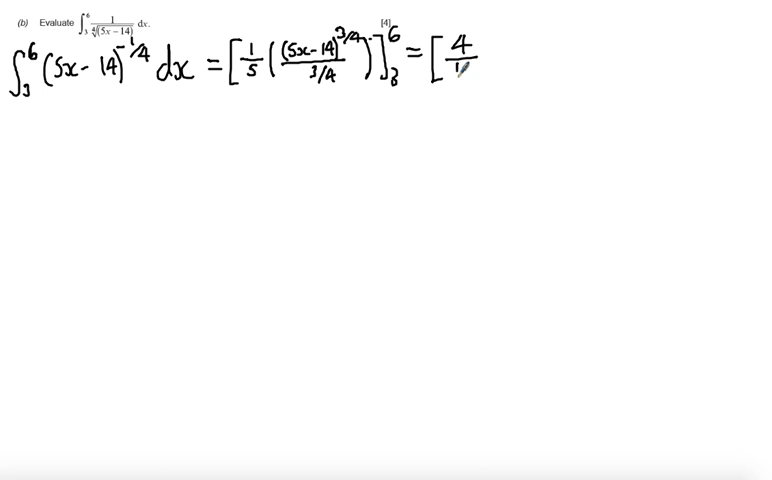 (b) Evaluate ∫₃⁶ 1/∜(5x − 14) dx. [4]
∫₃⁶ (5x − 14)^(−1/4) dx = [1/5 ((5x − 14)^(3/4) / (3/4))]₃⁶ = [4/1